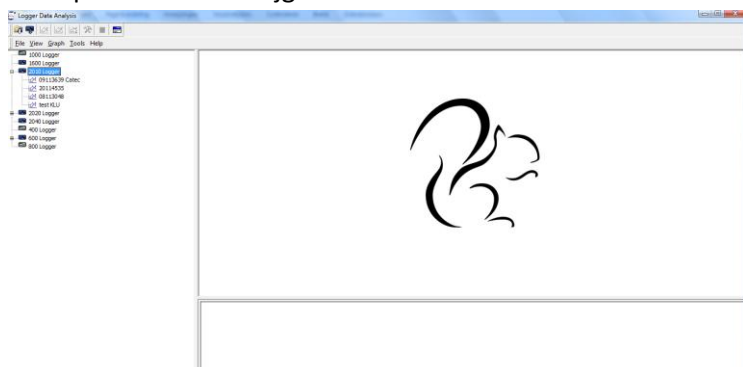 Logger Data Analysis
File View Graph Tools Help
1000 Logger
1600 Logger
2010 Logger
09113639 Catec
20114535
08113048
test KLU
2020 Logger
2040 Logger
400 Logger
600 Logger
800 Logger